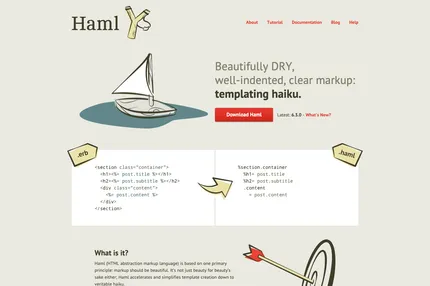 Haml
About Tutorial Documentation Blog Help
Beautifully DRY,
well-indented, clear markup:
templating haiku.
Download Haml Latest: 6.3.0 - What's New?
.erb
.haml
<section class="container">
<h1><%= post.title %></h1>
<h2><%= post.subtitle %></h2>
<div class="content">
<%= post.content %>
</div>
</section>
%section.container
%h1= post.title
%h2= post.subtitle
.content
= post.content
What is it?
Haml (HTML abstraction markup language) is based on one primary
principle: markup should be beautiful. It's not just beauty for beauty's
sake either; Haml accelerates and simplifies template creation down to
veritable haiku.